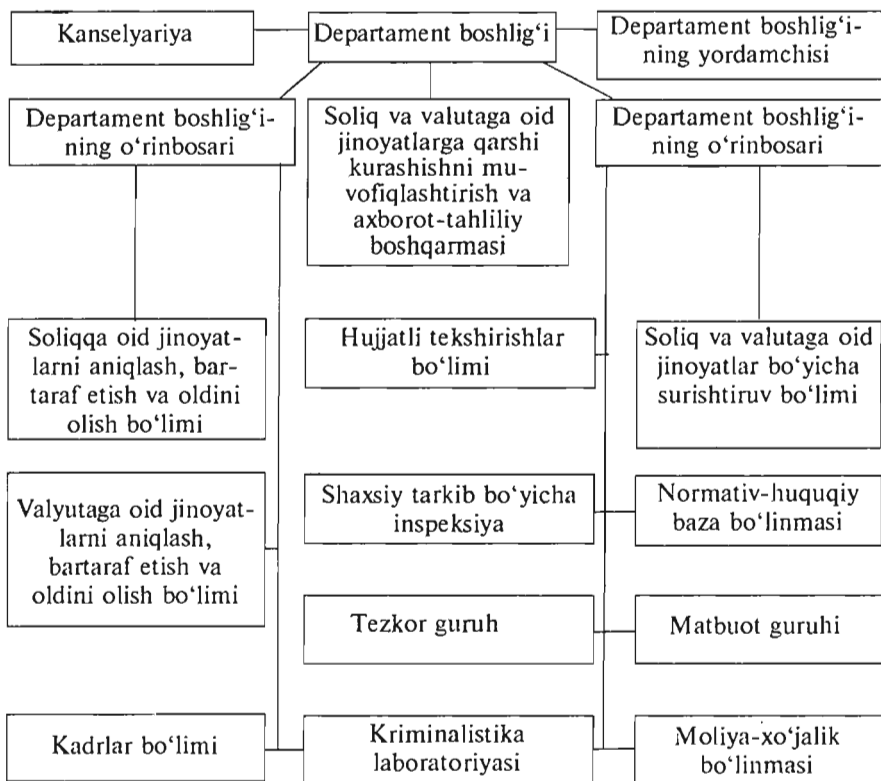 Kanselyariya
Departament boshlig‘i
Departament boshlig‘i-
ning yordamchisi
Departament boshlig‘i-
ning o‘rinbosari
Soliq va valutaga oid
jinoyatlarga qarshi
kurashishni mu-
vofiqlashtirish va
axborot-tahliliy
boshqarmasi
Departament boshlig‘i-
ning o‘rinbosari
Soliqqa oid jinoyat-
larni aniqlash, bar-
taraf etish va oldini
olish bo‘limi
Hujjatli tekshirishlar
bo‘limi
Soliq va valutaga oid
jinoyatlar bo‘yicha
surishtiruv bo‘limi
Valyutaga oid jinoyat-
larni aniqlash,
bartaraf etish va
oldini olish bo‘limi
Shaxsiy tarkib bo‘yicha
inspeksiya
Normativ-huquqiy
baza bo‘linmasi
Tezkor guruh
Matbuot guruhi
Kadrlar bo‘limi
Kriminalistika
laboratoriyasi
Moliya-xo‘jalik
bo‘linmasi